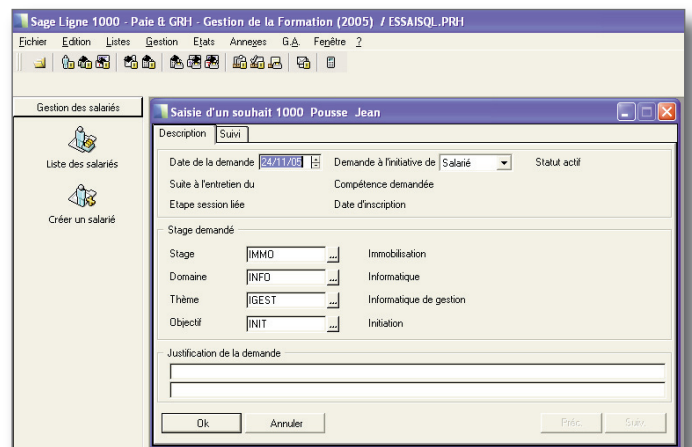 Sage Ligne 1000 - Paie & GRH - Gestion de la Formation (2005) / ESSAISQL.PRH
Fichier Edition Listes Gestion Etats Annexes G.A. Fenêtre ?
Gestion des salariés
Liste des salariés
Créer un salarié
Saisie d'un souhait 1000 Pousse Jean
Description Suivi
Date de la demande 24/11/05 Demande à l'initiative de Salarié Statut actif
Suite à l'entretien du Compétence demandée
Etape session liée Date d'inscription
Stage demandé
Stage IMMO ... Immobilisation
Domaine INFO ... Informatique
Thème IGEST ... Informatique de gestion
Objectif INIT ... Initiation
Justification de la demande
Ok Annuler Préc. Suiv.